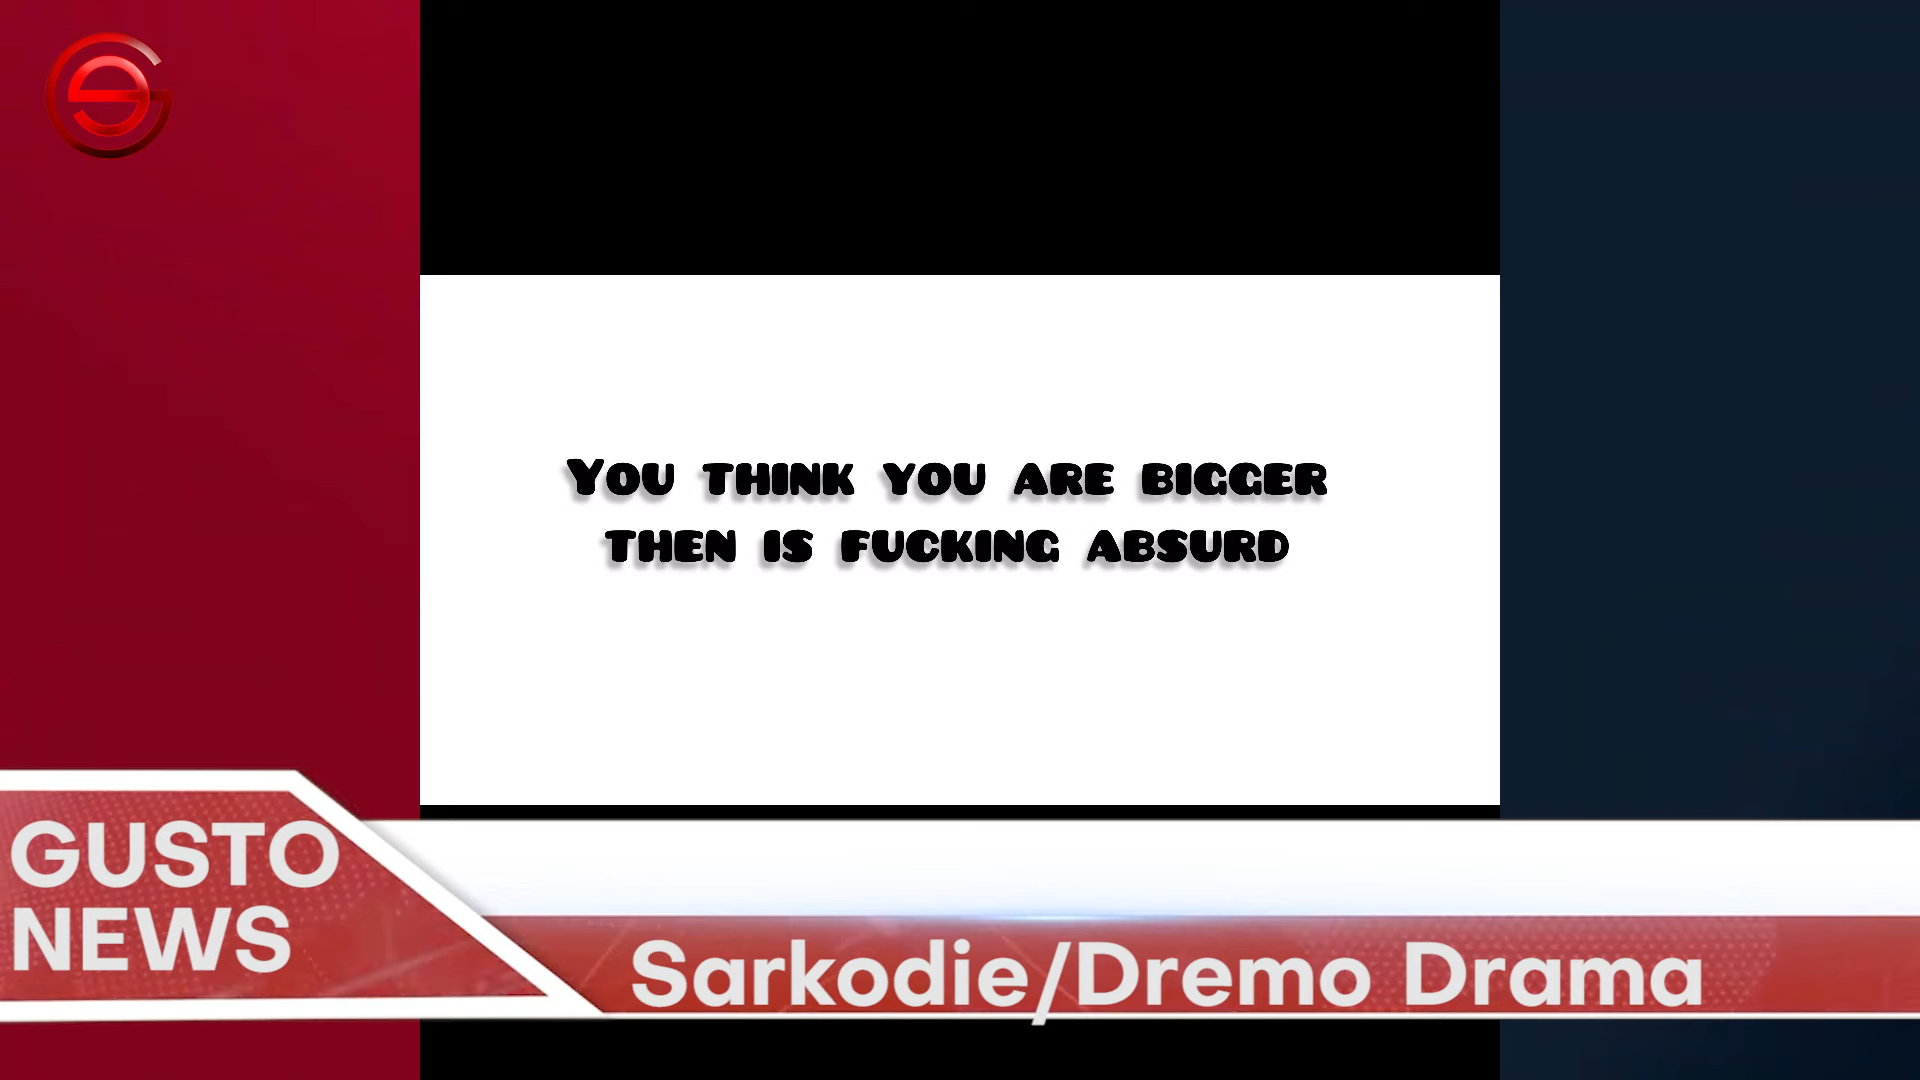 You think you are bigger
then is fucking absurd
GUSTO
NEWS
Sarkodie/Dremo Drama